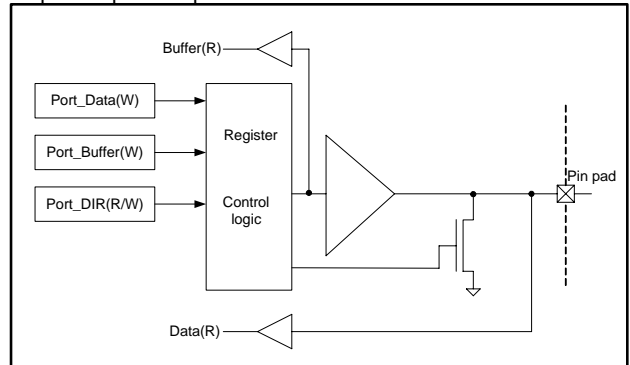 Buffer(R)
Port_Data(W)
Port_Buffer(W)
Port_DIR(R/W)
Register
Control
logic
Pin pad
Data(R)